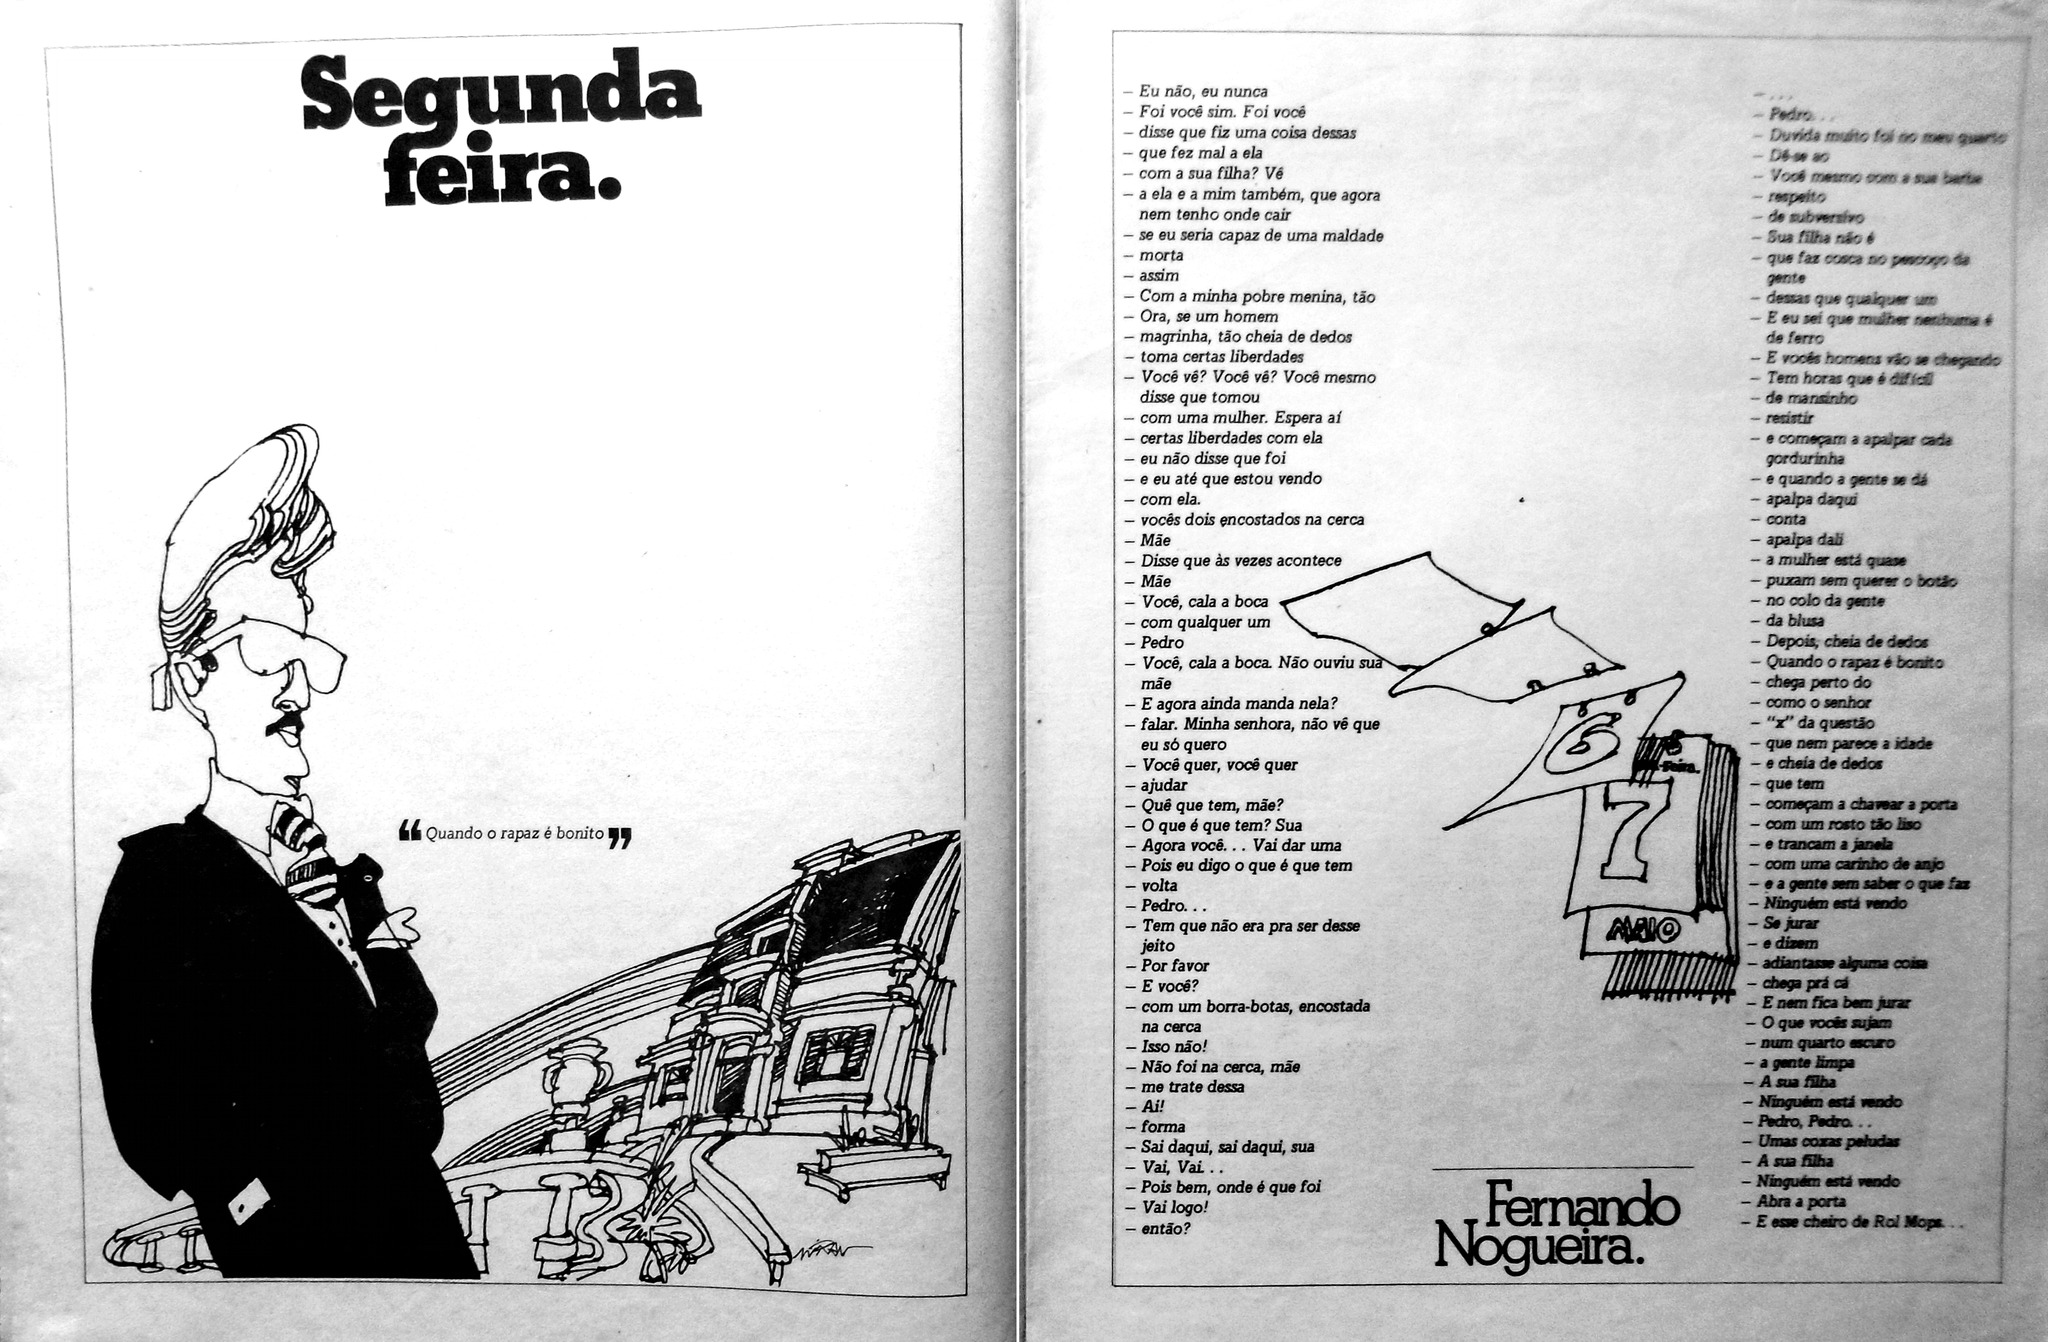 Segunda
feira.
“Quando o rapaz é bonito”
– Eu não, eu nunca
– Foi você sim. Foi você
– disse que fiz uma coisa dessas
– que fez mal a ela
– com a sua filha? Vê
– a ela e a mim também, que agora
nem tenho onde cair
– se eu seria capaz de uma maldade
– morta
– assim
– Com a minha pobre menina, tão
– Ora, se um homem
– magrinha, tão cheia de dedos
– toma certas liberdades
– Você vê? Você vê? Você mesmo
disse que tomou
– com uma mulher. Espera aí
– certas liberdades com ela
– eu não disse que foi
– e eu até que estou vendo
– com ela.
– vocês dois encostados na cerca
– Mãe
– Disse que às vezes acontece
– Mãe
– Você, cala a boca
– com qualquer um
– Pedro
– Você, cala a boca. Não ouviu sua
mãe
– E agora ainda manda nela?
– falar. Minha senhora, não vê que
eu só quero
– Você quer, você quer
– ajudar
– Quê que tem, mãe?
– O que é que tem? Sua
– Agora você. . . Vai dar uma
– Pois eu digo o que é que tem
– volta
– Pedro. . .
– Tem que não era pra ser desse
jeito
– Por favor
– E você?
– com um borra-botas, encostada
na cerca
– Isso não!
– Não foi na cerca, mãe
– me trate dessa
– Ai!
– forma
– Sai daqui, sai daqui, sua
– Vai, Vai. . .
– Pois bem, onde é que foi
– Vai logo!
– então?
6
feira.
7
MAIO
Fernando
Nogueira.
– . . .
– Pedro. . .
– Duvida muito foi no meu quarto
– Dê-se ao
– Você mesmo com a sua barba
– respeito
– de subversivo
– Sua filha não é
– que faz cosca no pescoço da
gente
– dessas que qualquer um
– E eu sei que mulher nenhuma é
de ferro
– E vocês homens vão se chegando
– Tem horas que é difícil
– de mansinho
– resistir
– e começam a apalpar cada
gordurinha
– e quando a gente se dá
– apalpa daqui
– conta
– apalpa dali
– a mulher está quase
– puxam sem querer o botão
– no colo da gente
– da blusa
– Depois, cheia de dedos
– Quando o rapaz é bonito
– chega perto do
– como o senhor
– “x” da questão
– que nem parece a idade
– e cheia de dedos
– que tem
– começam a chavear a porta
– com um rosto tão liso
– e trancam a janela
– com uma carinho de anjo
– e a gente sem saber o que faz
– Ninguém está vendo
– Se jurar
– e dizem
– adiantasse alguma coisa
– chega prá cá
– E nem fica bem jurar
– O que vocês sujam
– num quarto escuro
– a gente limpa
– A sua filha
– Ninguém está vendo
– Pedro, Pedro. . .
– Umas coxas peludas
– A sua filha
– Ninguém está vendo
– Abra a porta
– E esse cheiro de Rol Mops. . .